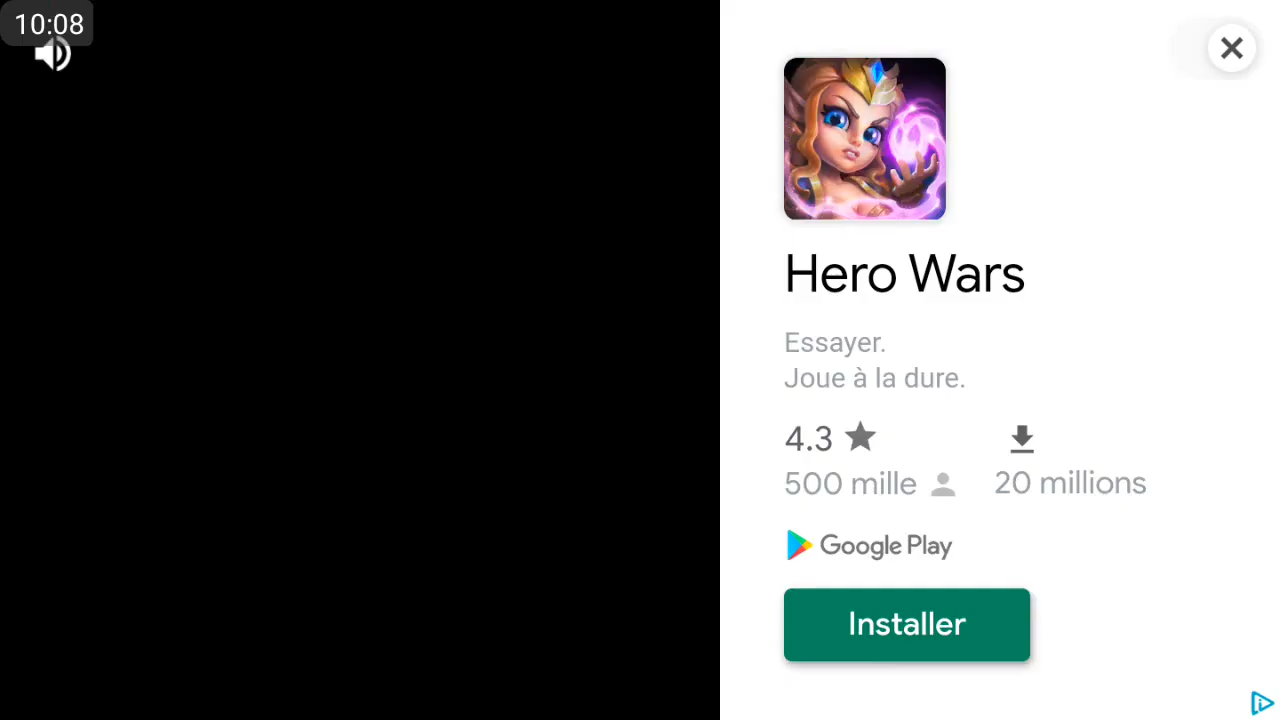 10:08
Hero Wars
Essayer.
Joue à la dure.
4.3
500 mille
20 millions
Google Play
Installer